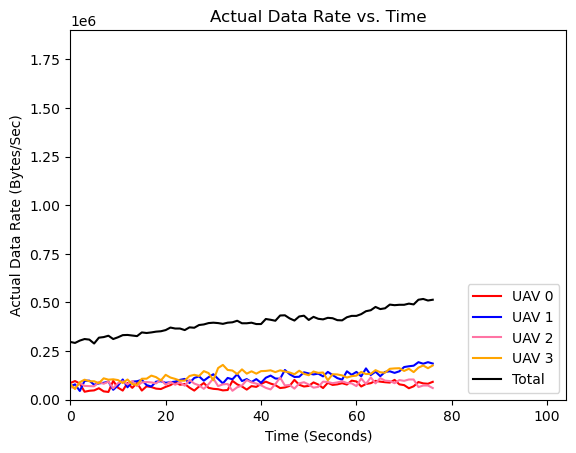 Actual Data Rate vs. Time
1e6
1.75
1.50
1.25
1.00
0.75
0.50
0.25
0.00
Actual Data Rate (Bytes/Sec)
0 20 40 60 80 100
Time (Seconds)
UAV 0
UAV 1
UAV 2
UAV 3
Total